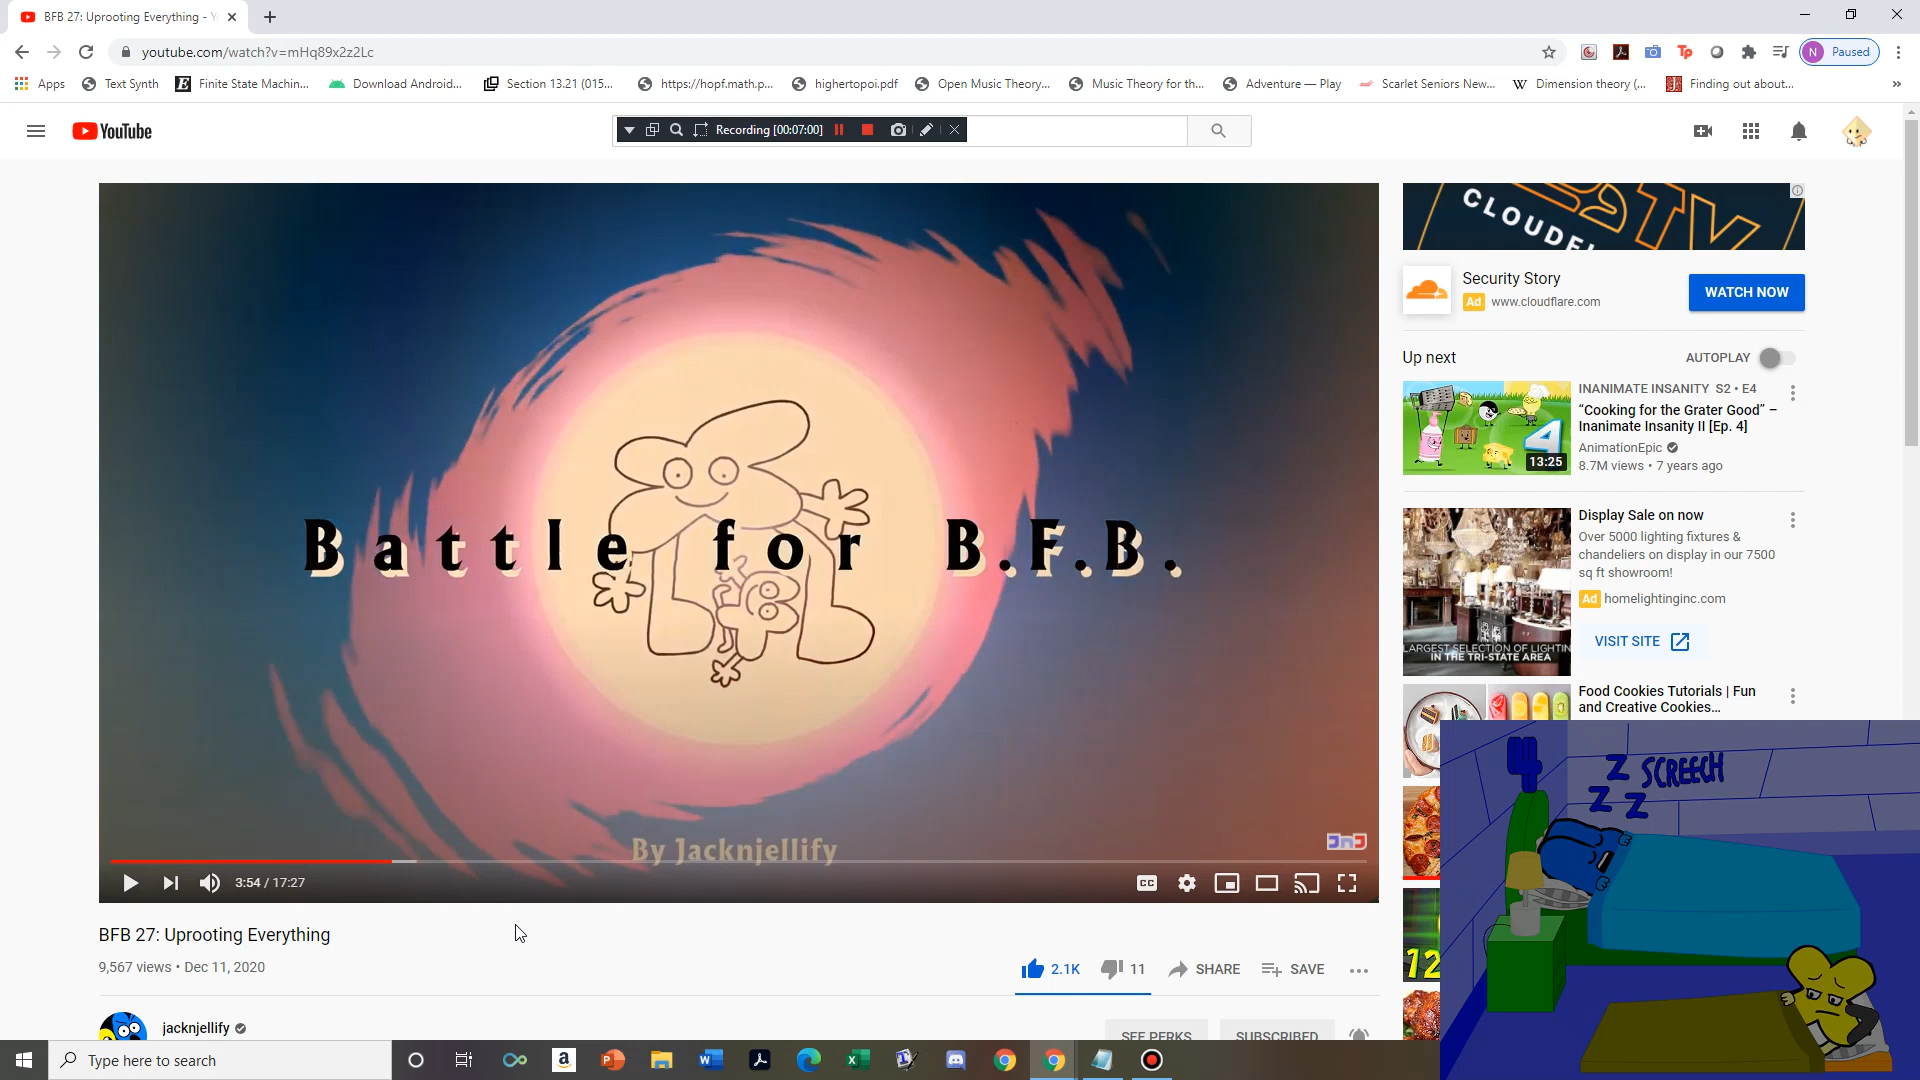 BFB 27: Uprooting Everything - Y
youtube.com/watch?v=mHq89x2z2Lc
N Paused
Apps
Text Synth
Finite State Machin...
Download Android...
Section 13.21 (015...
https://hopf.math.p...
highertopoi.pdf
Open Music Theory...
Music Theory for th...
Adventure — Play
Scarlet Seniors New...
Dimension theory (...
Finding out about...
YouTube
Recording [00:07:00]
Battle for B.F.B.
By Jacknjellify
jnj
3:54 / 17:27
CC
BFB 27: Uprooting Everything
9,567 views • Dec 11, 2020
2.1K
11
SHARE
SAVE
jacknjellify
SEE PERKS
SUBSCRIBED
CLOUDFL
TV
Security Story
Ad www.cloudflare.com
WATCH NOW
Up next
AUTOPLAY
4
13:25
INANIMATE INSANITY S2 • E4
“Cooking for the Grater Good” –
Inanimate Insanity II [Ep. 4]
AnimationEpic
8.7M views • 7 years ago
LARGEST SELECTION OF LIGHTIN
IN THE TRI-STATE AREA
Display Sale on now
Over 5000 lighting fixtures &
chandeliers on display in our 7500
sq ft showroom!
Ad homelightinginc.com
VISIT SITE
Food Cookies Tutorials | Fun
and Creative Cookies...
12
4
Z SCREECH
Z Z
Type here to search